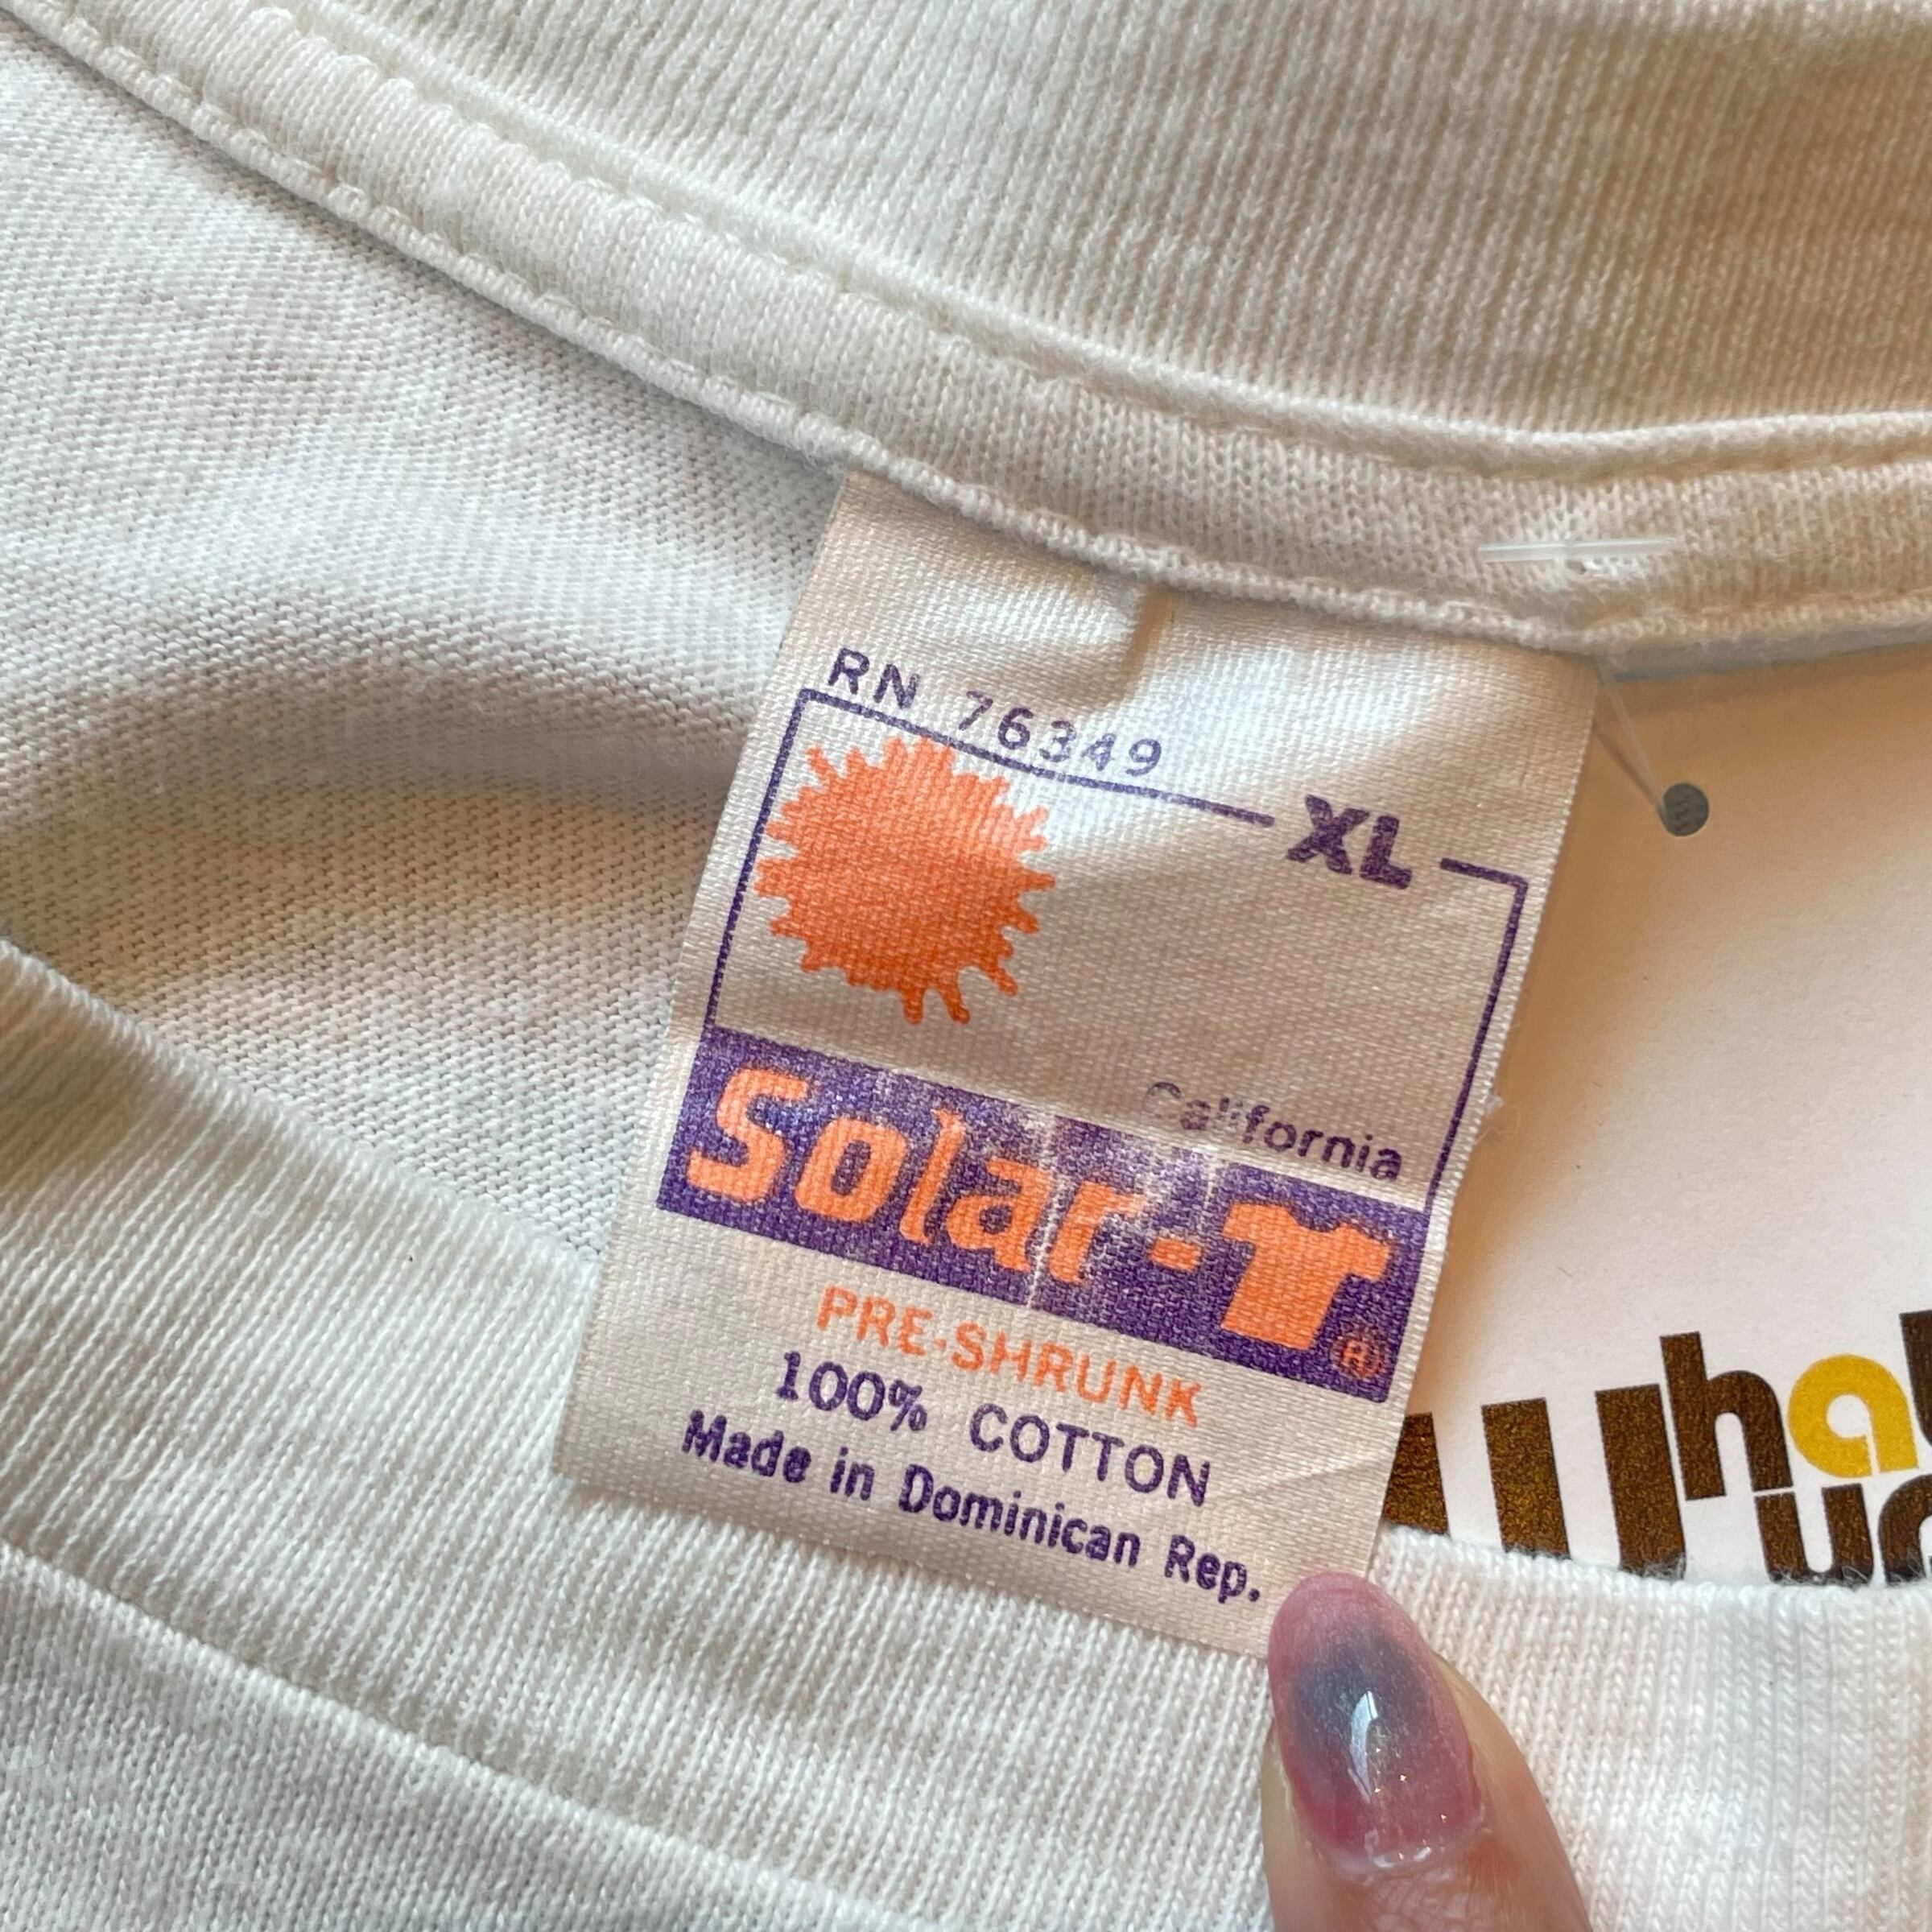 RN 76349
XL
California
Solar-T®
PRE-SHRUNK
100% COTTON
Made in Dominican Rep.